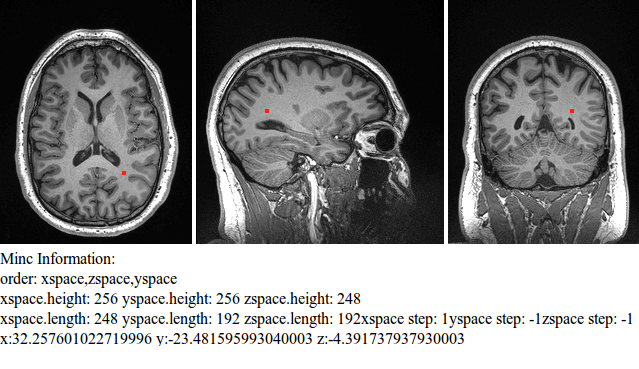 Minc Information:
order: xspace,zspace,yspace
xspace.height: 256 yspace.height: 256 zspace.height: 248
xspace.length: 248 yspace.length: 192 zspace.length: 192xspace step: 1yspace step: -1zspace step: -1
x:32.257601022719996 y:-23.481595993040003 z:-4.391737937930003